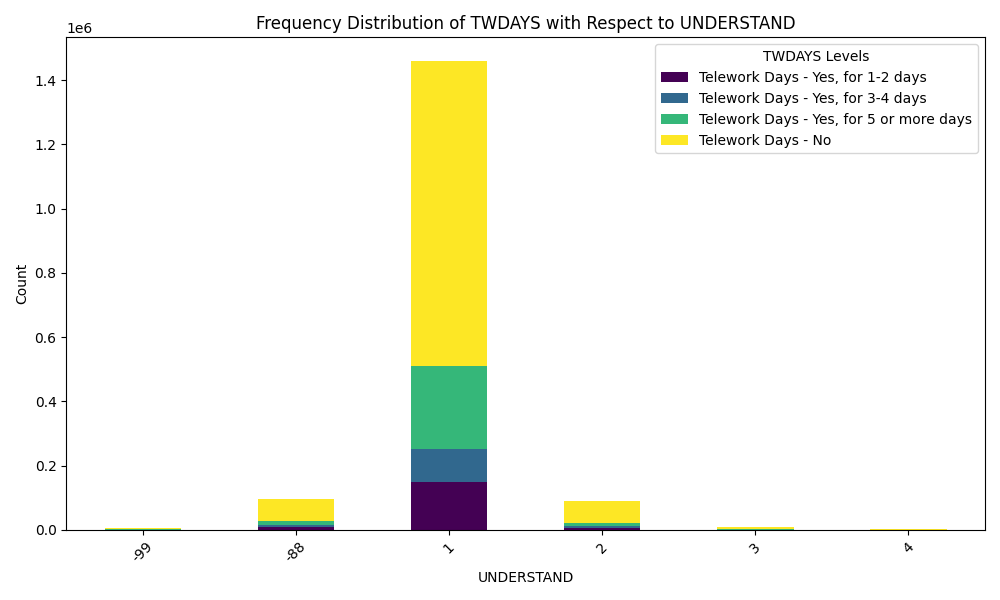 Frequency Distribution of TWDAYS with Respect to UNDERSTAND
1e6
TWDAYS Levels
Telework Days - Yes, for 1-2 days
Telework Days - Yes, for 3-4 days
Telework Days - Yes, for 5 or more days
Telework Days - No
1.4
1.2
1.0
0.8
0.6
0.4
0.2
0.0
Count
-99
-88
1
2
3
4
UNDERSTAND